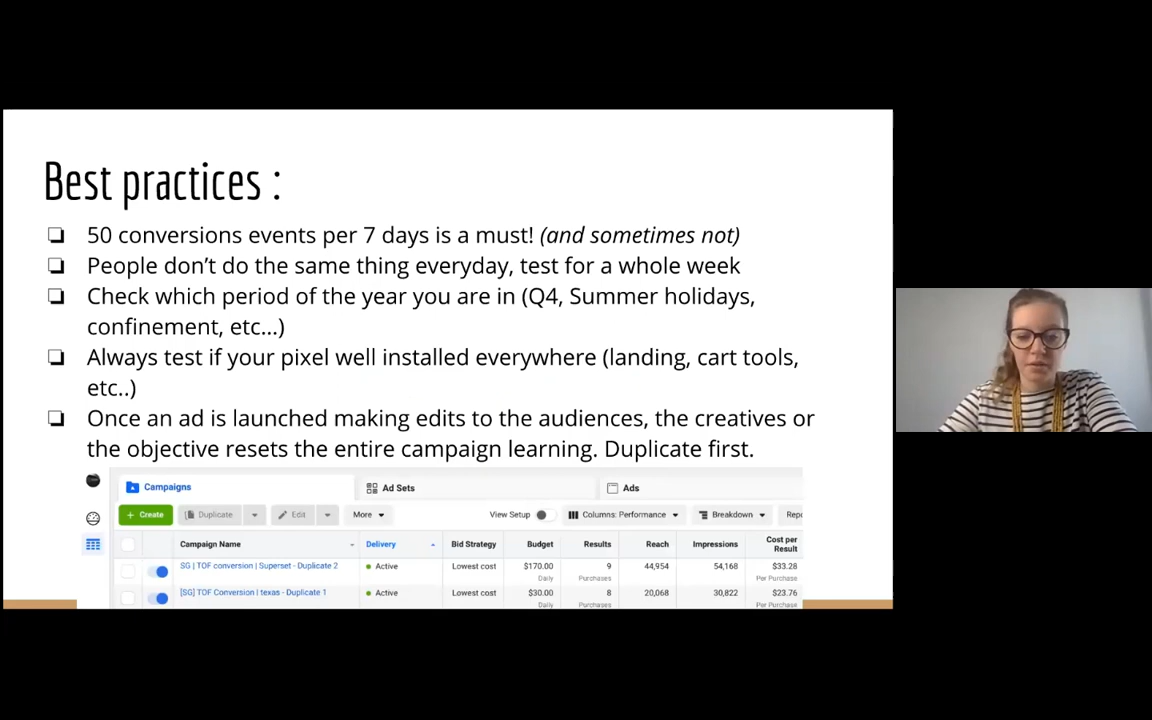 Best practices :
❏ 50 conversions events per 7 days is a must! (and sometimes not)
❏ People don’t do the same thing everyday, test for a whole week
❏ Check which period of the year you are in (Q4, Summer holidays,
confinement, etc...)
❏ Always test if your pixel well installed everywhere (landing, cart tools,
etc..)
❏ Once an ad is launched making edits to the audiences, the creatives or
the objective resets the entire campaign learning. Duplicate first.
Campaigns Ad Sets Ads
+ Create Duplicate Edit More View Setup Columns: Performance Breakdown Repo
Campaign Name Delivery Bid Strategy Budget Results Reach Impressions Cost per
Result
SG | TOF conversion | Superset - Duplicate 2 Active Lowest cost $170.00 9 44,954 54,168 $33.28
Daily Purchases Per Purchase
[SG] TOF Conversion I texas - Duplicate 1 Active Lowest cost $30.00 8 20,068 30,822 $23.76
Daily Purchases Per Purchase